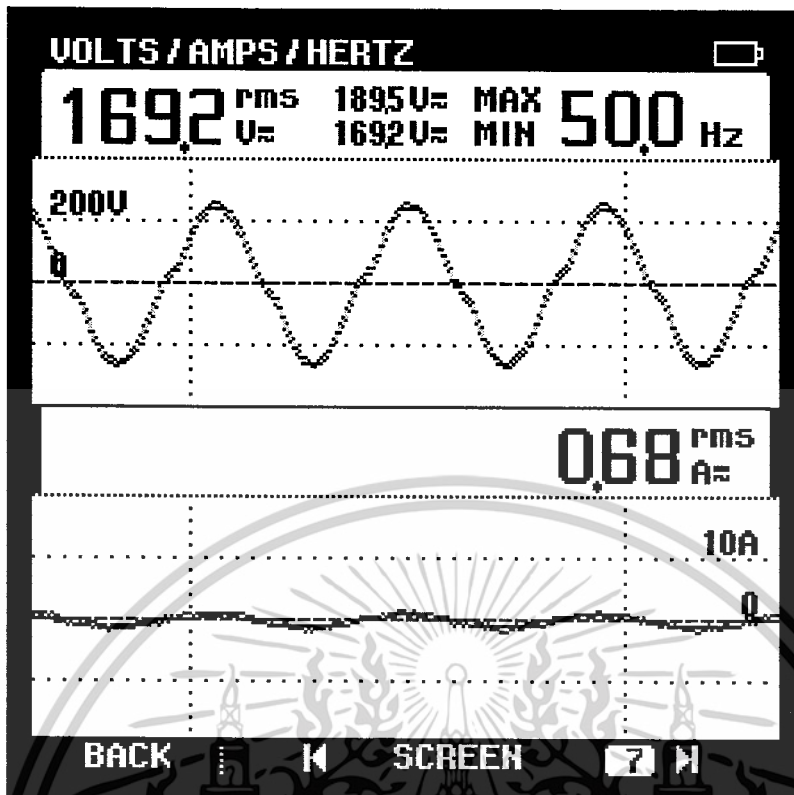 VOLTS/AMPS/HERTZ
169.2 rms V≂ 189.5 V≂ MAX 50.0 Hz
169.2 V≂ MIN
200V
0
0.68 rms A≂
10A
0
BACK SCREEN 7